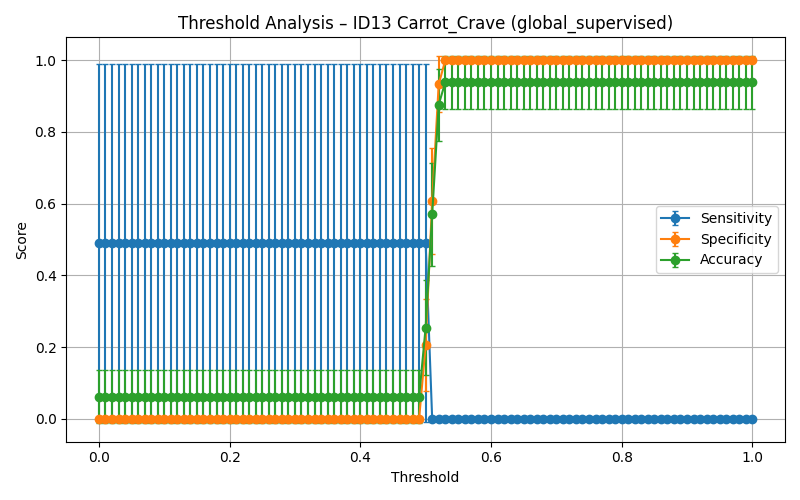 Threshold Analysis – ID13 Carrot_Crave (global_supervised)
1.0
0.8
0.6
0.4
0.2
0.0
Score
Sensitivity
Specificity
Accuracy
0.0 0.2 0.4 0.6 0.8 1.0
Threshold